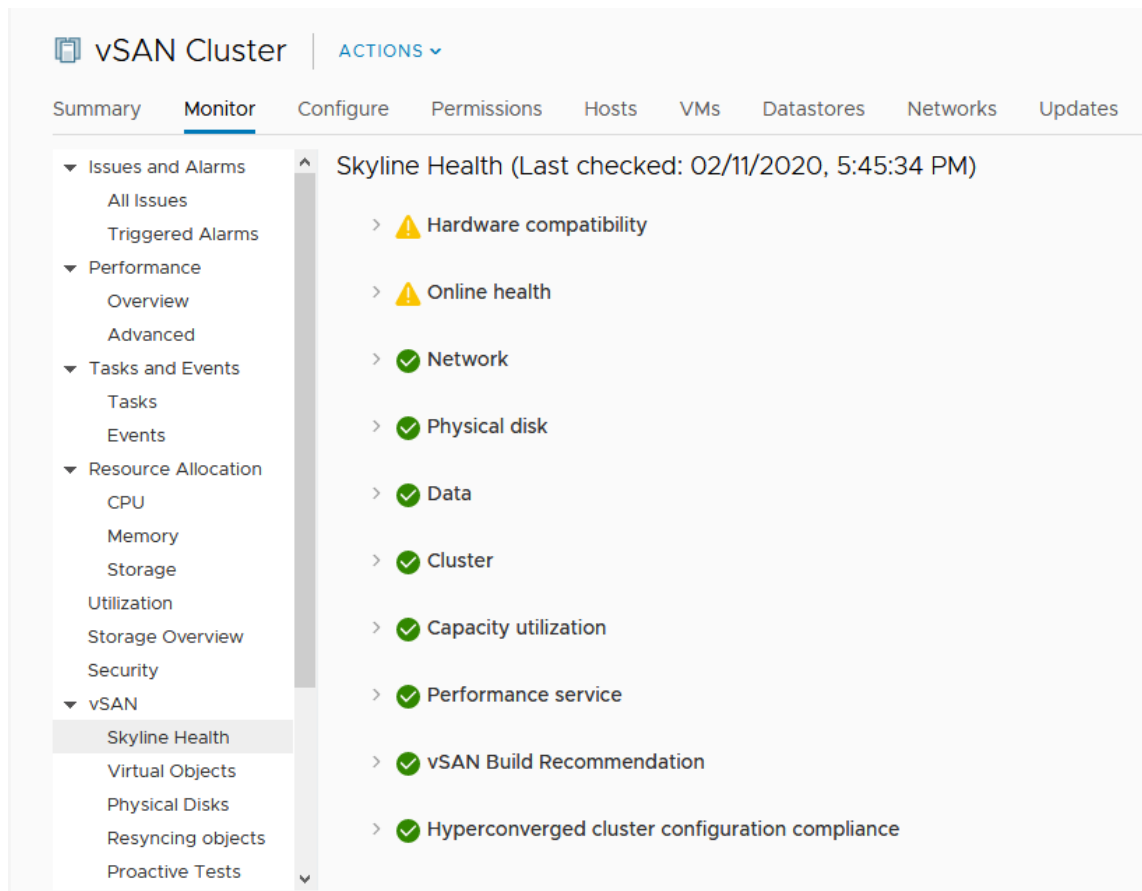 vSAN Cluster
ACTIONS
Summary Monitor Configure Permissions Hosts VMs Datastores Networks Updates
Issues and Alarms
All Issues
Triggered Alarms
Performance
Overview
Advanced
Tasks and Events
Tasks
Events
Resource Allocation
CPU
Memory
Storage
Utilization
Storage Overview
Security
vSAN
Skyline Health
Virtual Objects
Physical Disks
Resyncing objects
Proactive Tests
Skyline Health (Last checked: 02/11/2020, 5:45:34 PM)
Hardware compatibility
Online health
Network
Physical disk
Data
Cluster
Capacity utilization
Performance service
vSAN Build Recommendation
Hyperconverged cluster configuration compliance